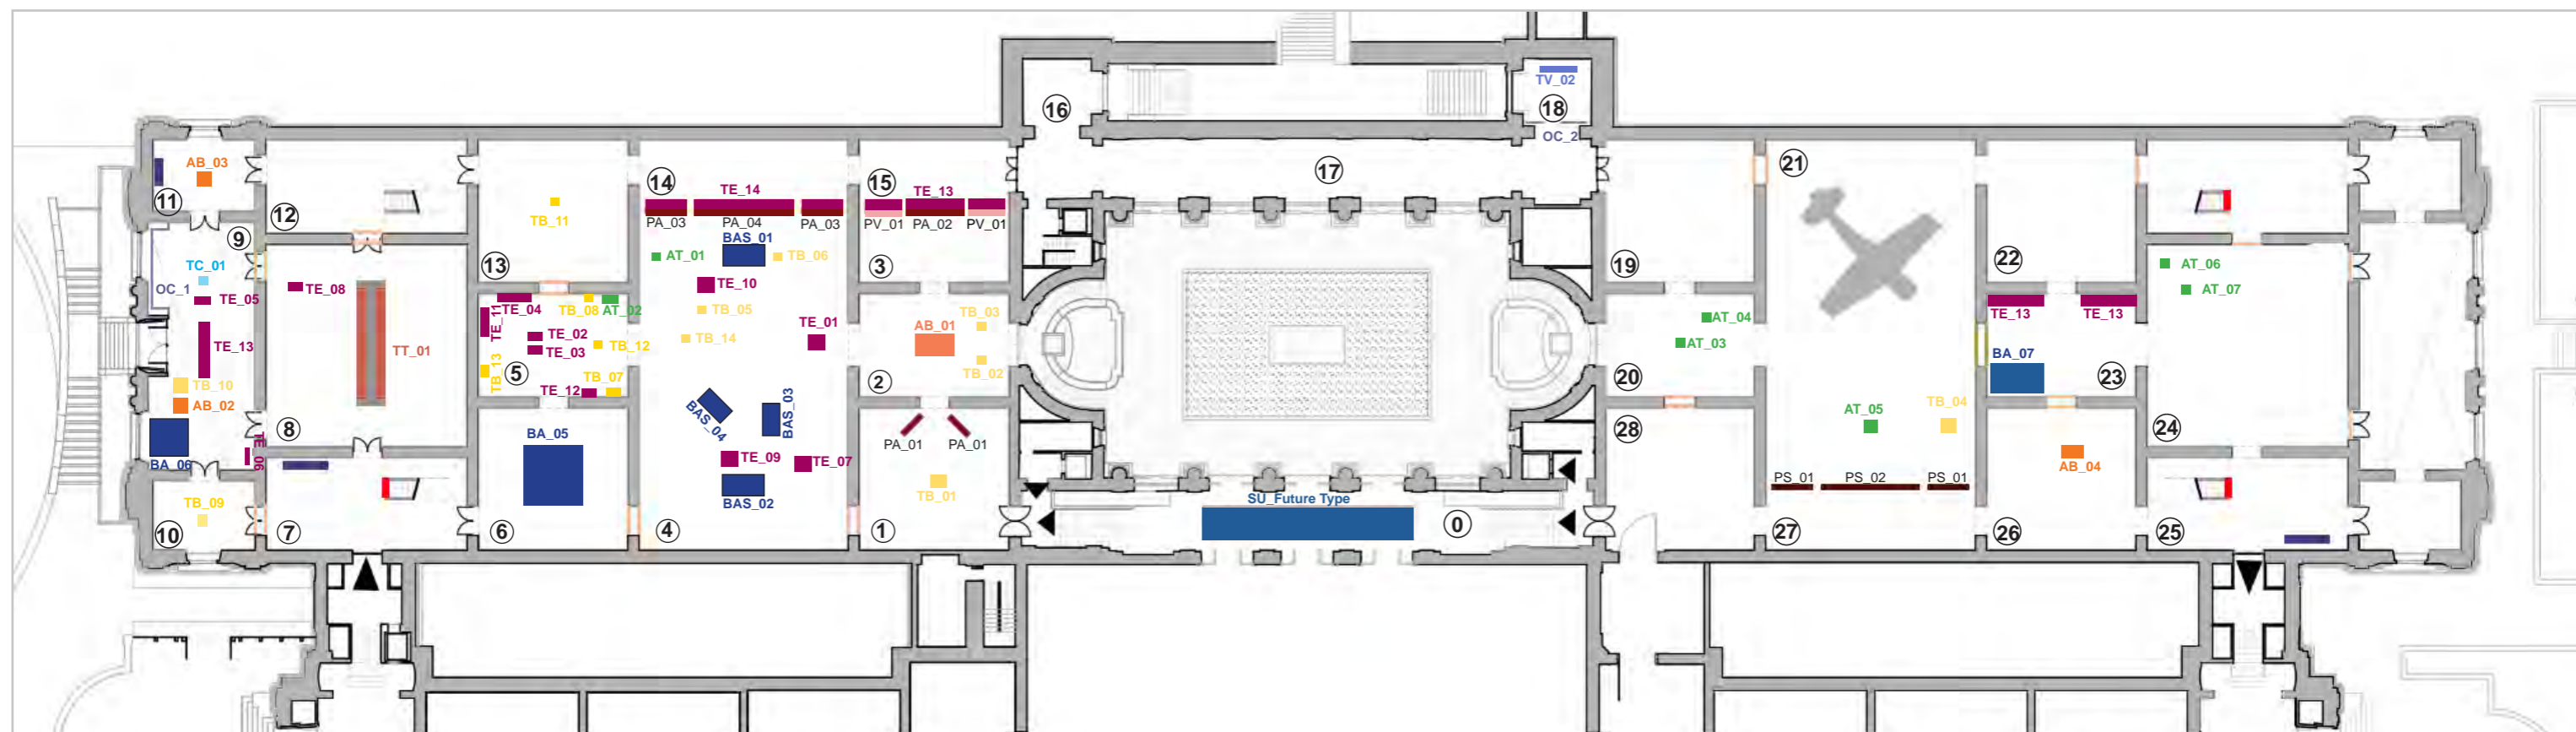 16
TV_02
18
OC_2
AB_03
11
12
14
TE_14
15
TE_13
17
21
PA_03
PA_04
PA_03
PV_01
PA_02
PV_01
TB_11
BAS_01
9
AT_01
TB_06
TC_01
13
3
19
22
AT_06
OC_1
TE_05
TE_08
TE_10
AT_07
TE_04
TB_08
AT_02
TE_11
TB_05
TB_03
AT_04
TE_13
TE_13
TE_02
TE_01
AB_01
TE_13
TE_03
TB_12
TB_14
AT_03
TT_01
TB_13
5
TB_02
BA_07
TB_10
TE_12
TB_07
2
20
23
AB_02
BAS_04
BAS_03
AT_05
TB_04
8
PA_01
PA_01
28
24
BA_06
TE_06
BA_05
TE_09
TE_07
AB_04
TB_01
PS_01
PS_02
PS_01
TB_09
BAS_02
SU_Future Type
10
7
6
4
1
0
27
26
25